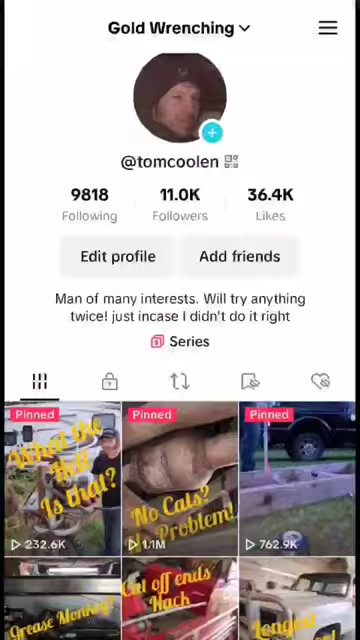 Gold Wrenching
@tomcoolen
9818
11.0K
36.4K
Following
Followers
Likes
Edit profile
Add friends
Man of many interests. Will try anything
twice! just incase I didn't do it right
Series
Pinned
Pinned
Pinned
What the
Hell
Is that?
No Cats?
Problem!
232.6K
1.1M
762.9K
Grease Monkey
Cut off ends
Hack
Longest